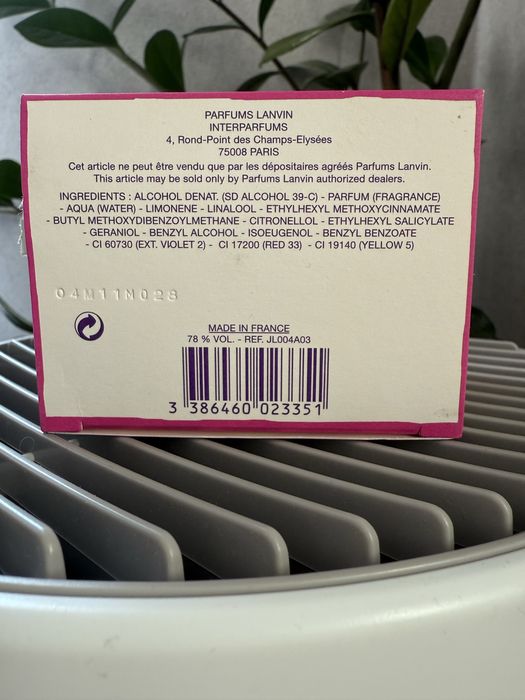 PARFUMS LANVIN
INTERPARFUMS
4, Rond-Point des Champs-Elysées
75008 PARIS
Cet article ne peut être vendu que par les dépositaires agréés Parfums Lanvin.
This article may be sold only by Parfums Lanvin authorized dealers.
INGREDIENTS : ALCOHOL DENAT. (SD ALCOHOL 39-C) - PARFUM (FRAGRANCE)
- AQUA (WATER) - LIMONENE - LINALOOL - ETHYLHEXYL METHOXYCINNAMATE
- BUTYL METHOXYDIBENZOYLMETHANE - CITRONELLOL - ETHYLHEXYL SALICYLATE
- GERANIOL - BENZYL ALCOHOL - ISOEUGENOL - BENZYL BENZOATE
- CI 60730 (EXT. VIOLET 2) - CI 17200 (RED 33) - CI 19140 (YELLOW 5)
04M11N028
MADE IN FRANCE
78 % VOL. - REF. JL004A03
3 386460 023351